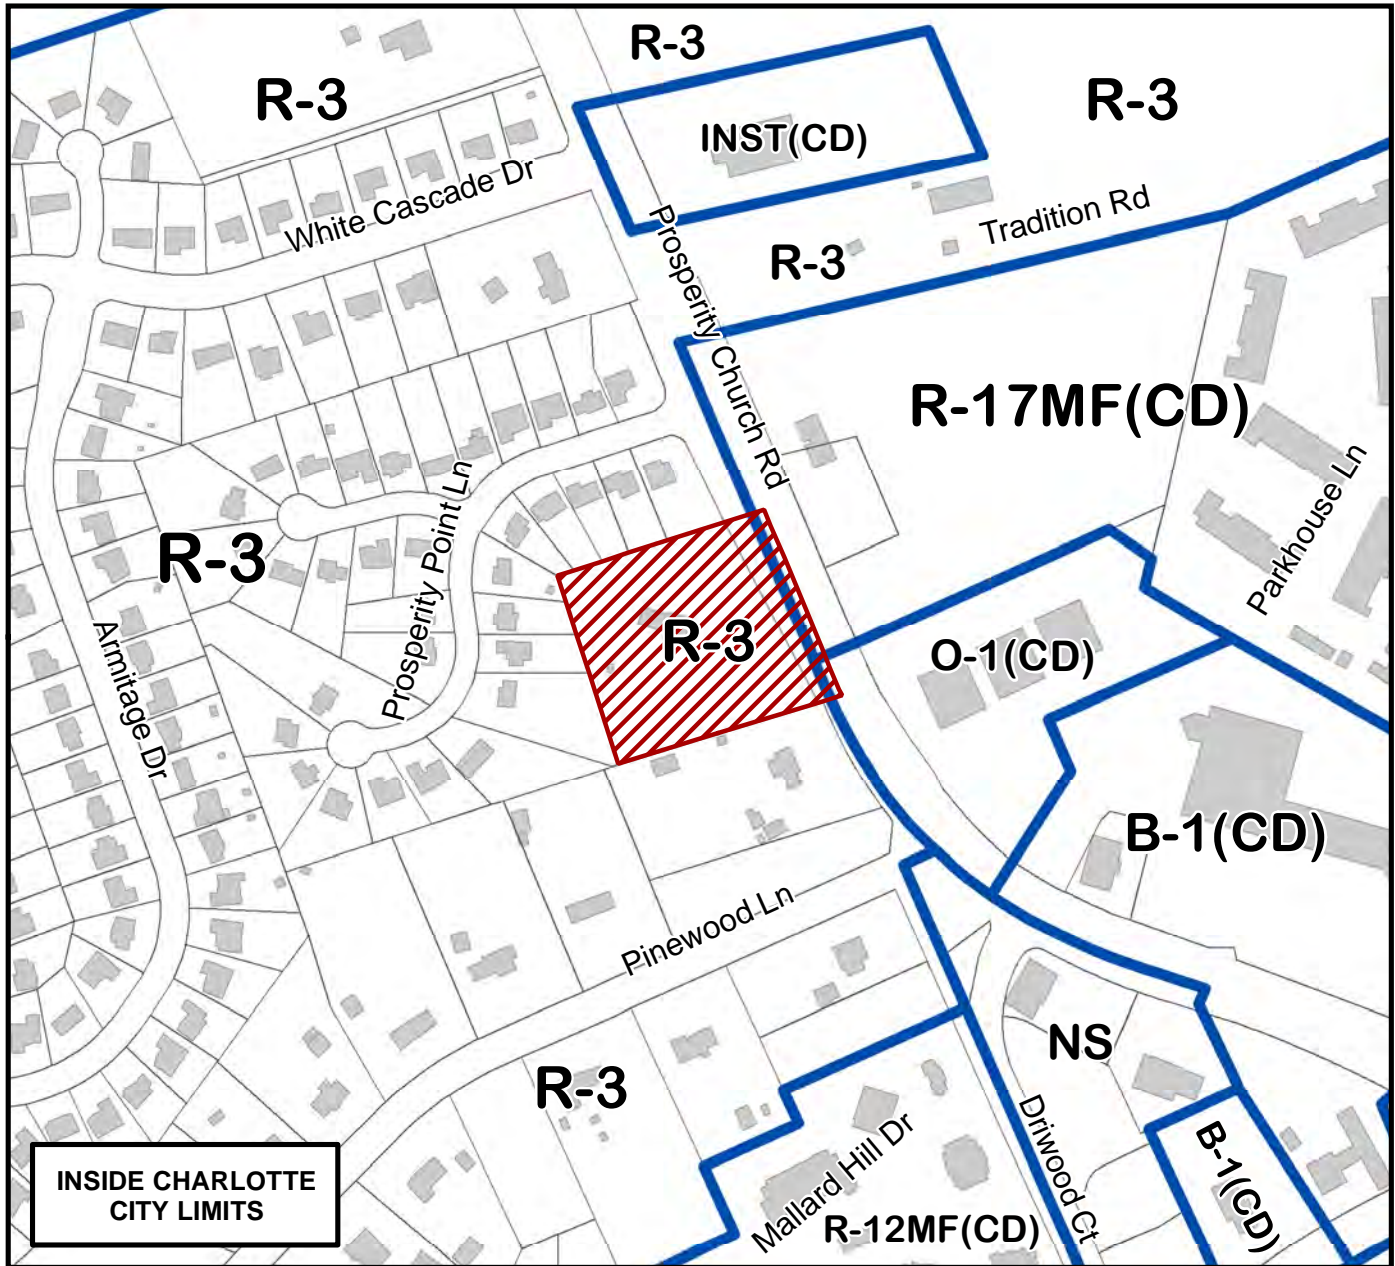 R-3
R-3
R-3
INST(CD)
White Cascade Dr
Tradition Rd
R-3
Prosperity Church Rd
R-17MF(CD)
Parkhouse Ln
Prosperity Point Ln
R-3
R-3
O-1(CD)
Armitage Dr
B-1(CD)
Pinewood Ln
NS
R-3
Driwood Ct
Mallard Hill Dr
B-1(CD)
R-12MF(CD)
INSIDE CHARLOTTE
CITY LIMITS